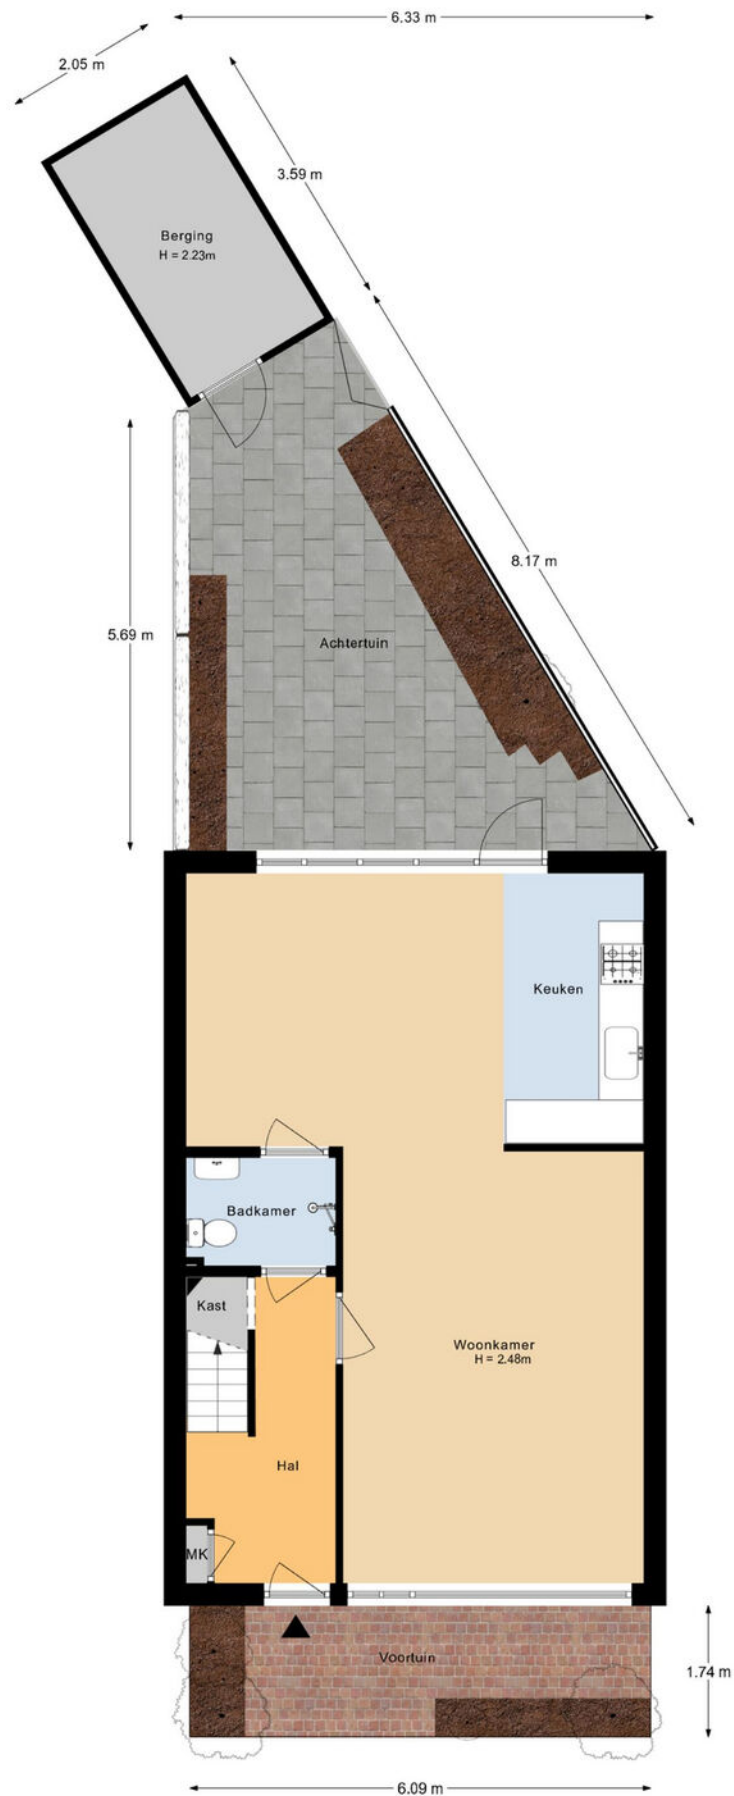 6.33 m
2.05 m
3.59 m
Berging
H = 2.23m
8.17 m
5.69 m
Achtertuin
Keuken
Badkamer
Kast
Woonkamer
H = 2.48m
Hal
MK
Voortuin
1.74 m
6.09 m